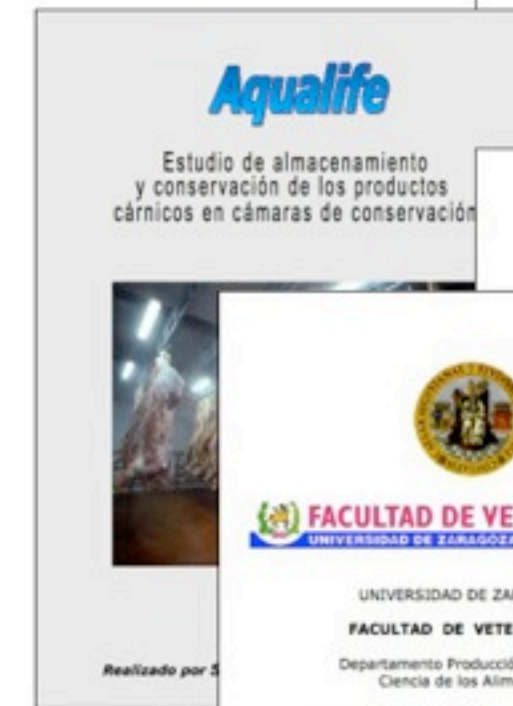 Aqualife
Estudio de almacenamiento
y conservación de los productos
cárnicos en cámaras de conservación
FACULTAD DE VE
UNIVERSIDAD DE ZARAGOZA
UNIVERSIDAD DE ZA
FACULTAD DE VETE
Departamento Producció
Ciencia de los Alim
Realizado por S